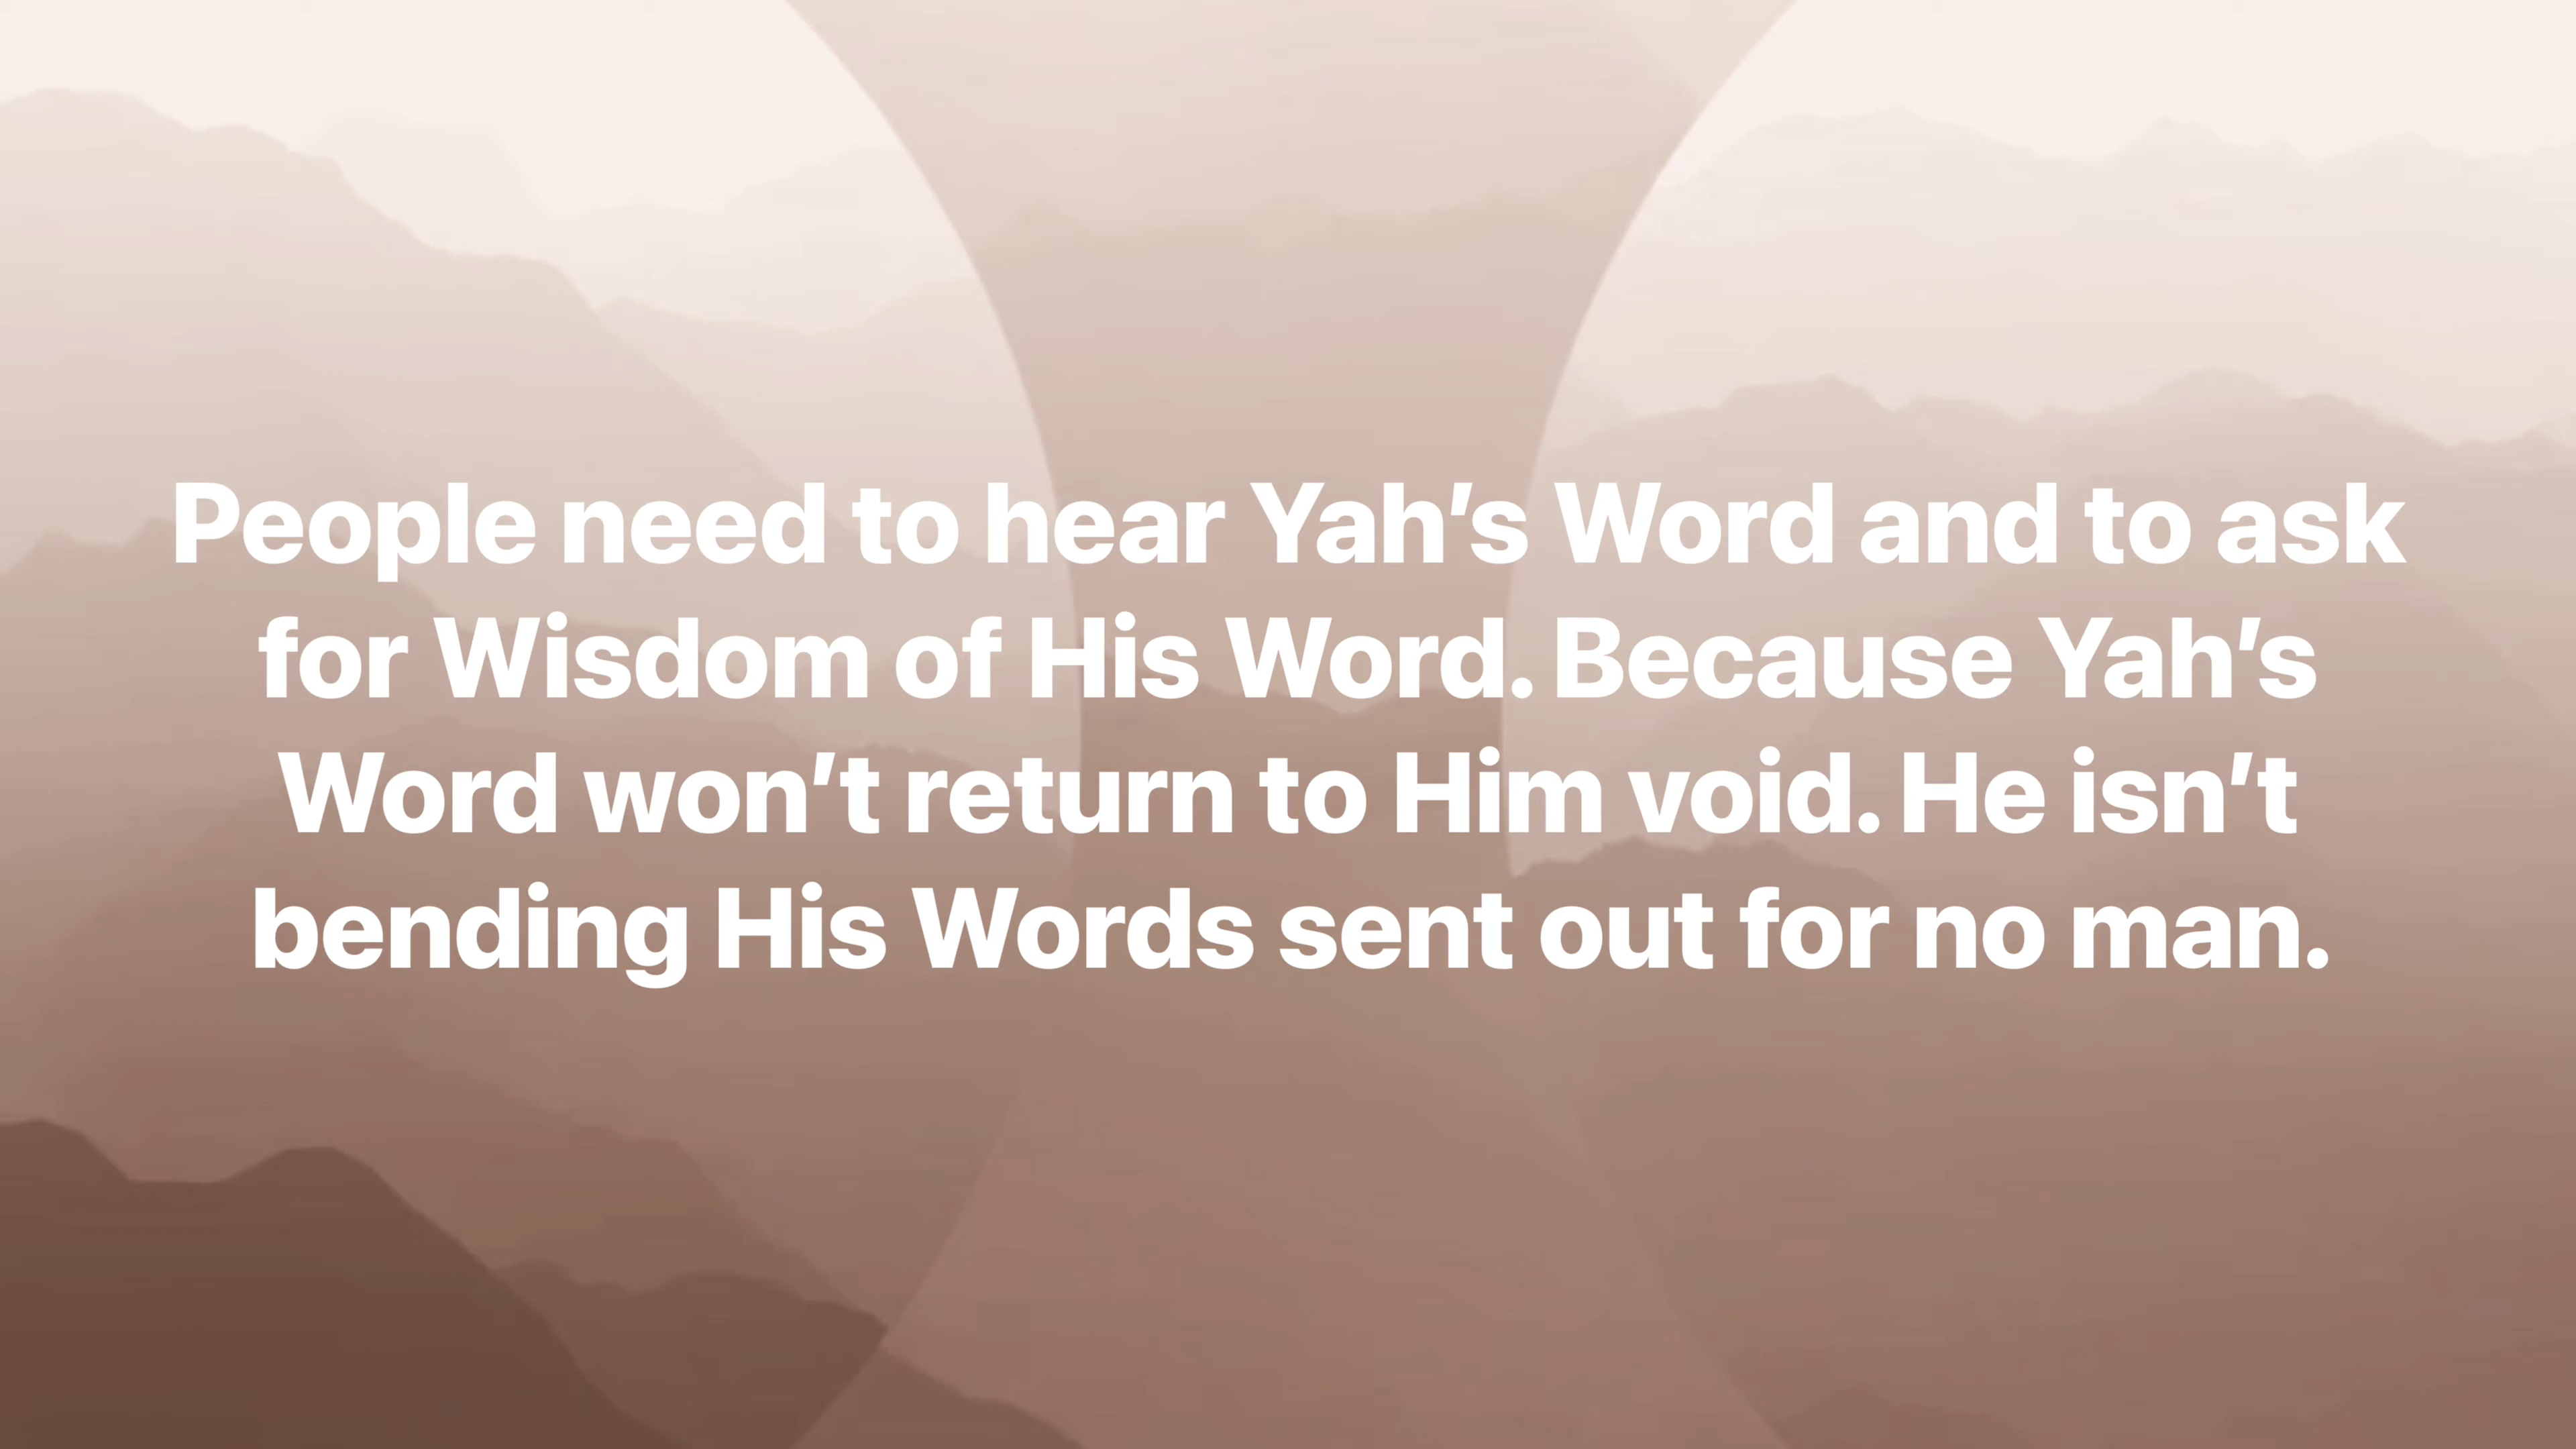 People need to hear Yah’s Word and to ask
for Wisdom of His Word. Because Yah’s
Word won’t return to Him void. He isn’t
bending His Words sent out for no man.